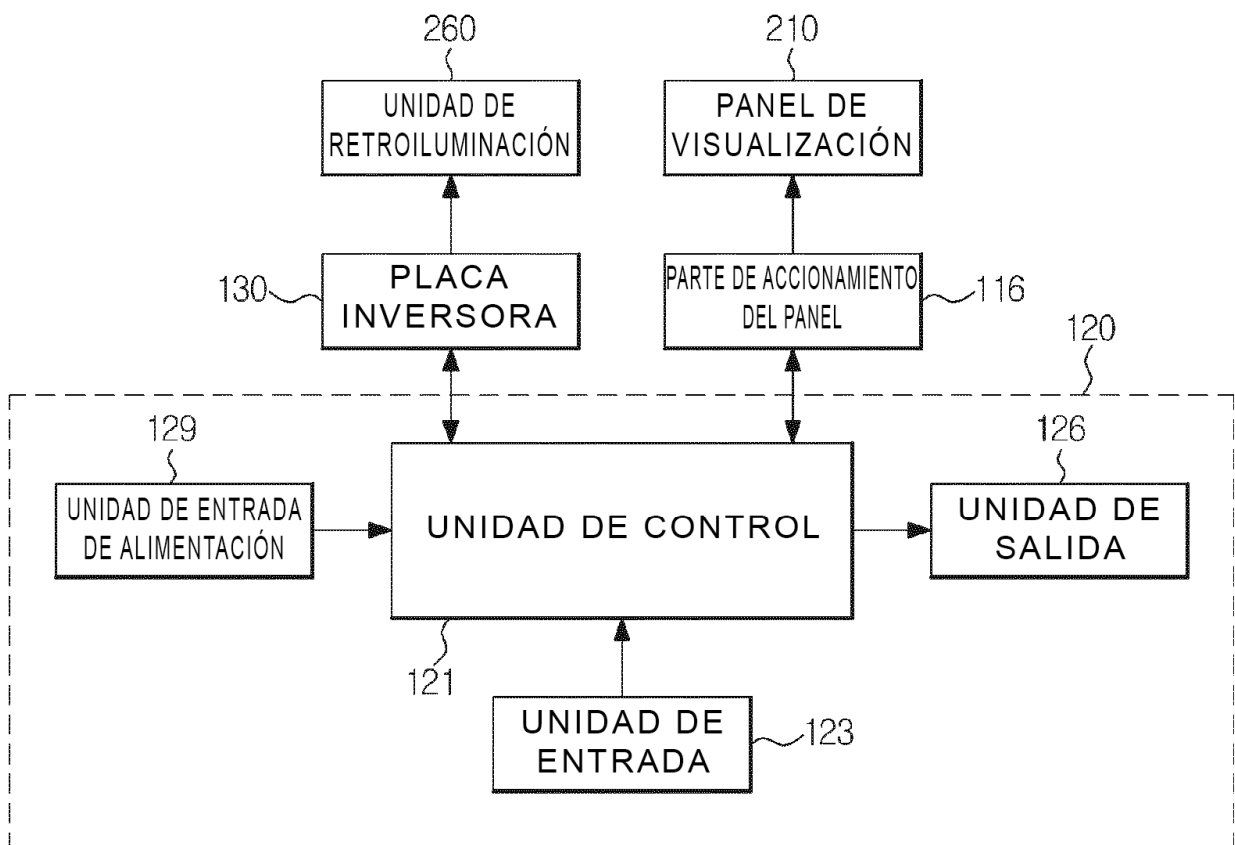 260
UNIDAD DE
RETROILUMINACIÓN
210
PANEL DE
VISUALIZACIÓN
130
PLACA
INVERSORA
PARTE DE ACCIONAMIENTO
DEL PANEL
116
120
129
UNIDAD DE ENTRADA
DE ALIMENTACIÓN
UNIDAD DE CONTROL
126
UNIDAD DE
SALIDA
121
UNIDAD DE
ENTRADA
123